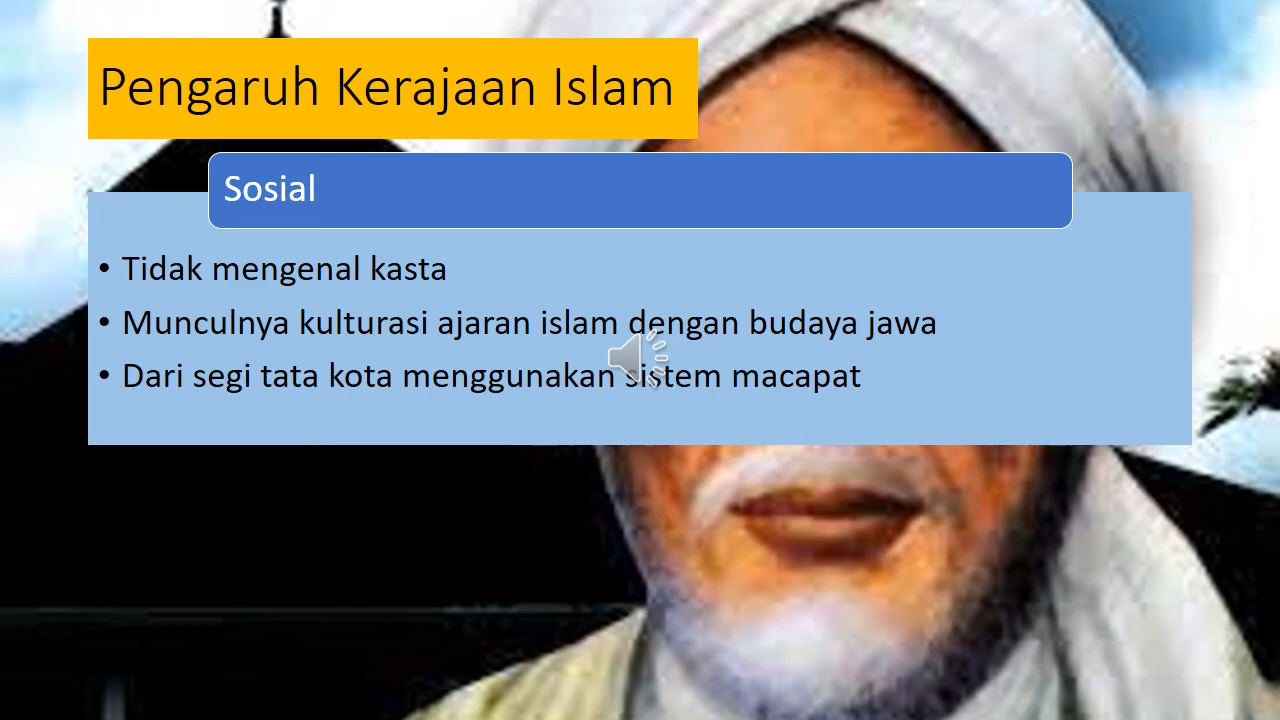 Pengaruh Kerajaan Islam
Sosial
• Tidak mengenal kasta
• Munculnya kulturasi ajaran islam dengan budaya jawa
• Dari segi tata kota menggunakan sistem macapat